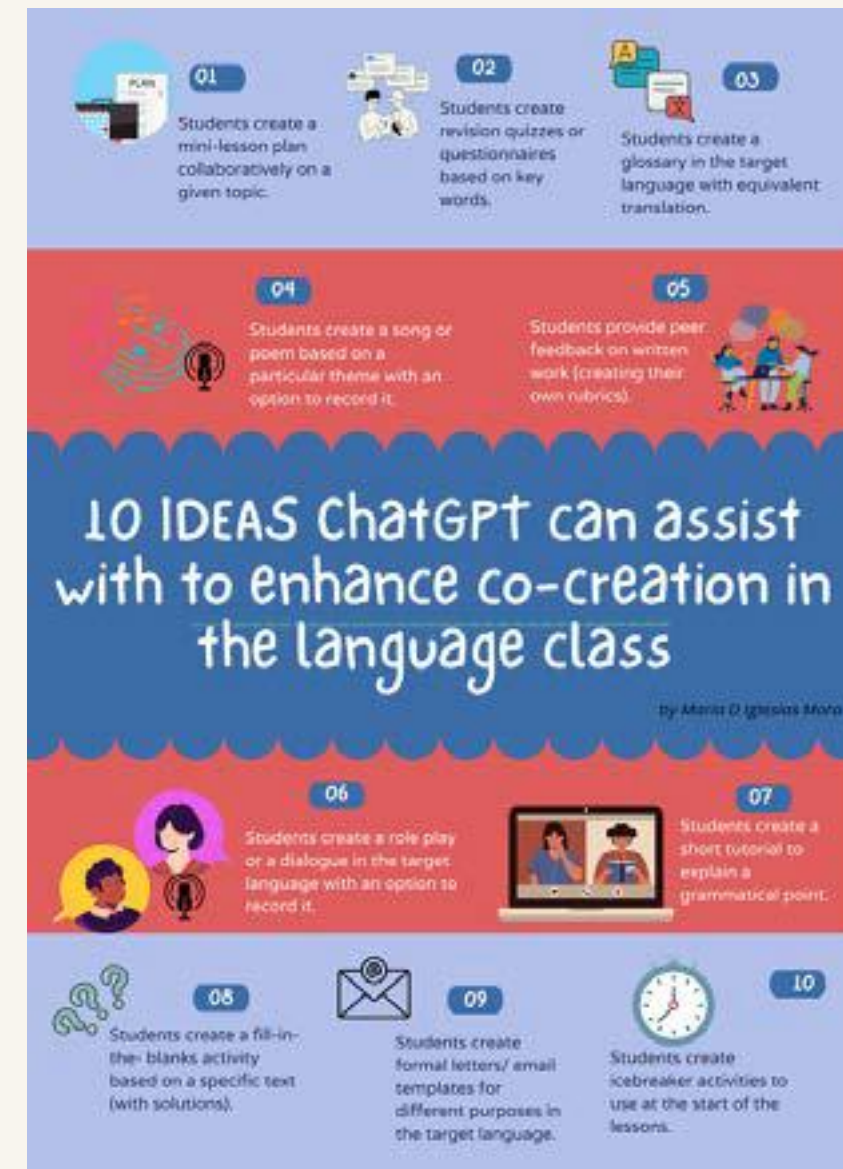 PLAN
01
Students create a
mini-lesson plan
collaboratively on a
given topic.
02
Students create
revision quizzes or
questionnaires
based on key
words.
A
03
Students create a
glossary in the target
language with equivalent
translation.
04
Students create a song or
poem based on a
particular theme with an
option to record it.
05
Students provide peer
feedback on written
work (creating their
own rubrics).
10 IDEAS ChatGPT can assist
with to enhance co-creation in
the language class
by Maria D Iglesias Mora
06
Students create a role play
or a dialogue in the target
language with an option to
record it.
07
Students create a
short tutorial to
explain a
grammatical point.
08
Students create a fill-in-
the- blanks activity
based on a specific text
(with solutions).
09
Students create
formal letters/ email
templates for
different purposes in
the target language.
10
Students create
icebreaker activities to
use at the start of the
lessons.